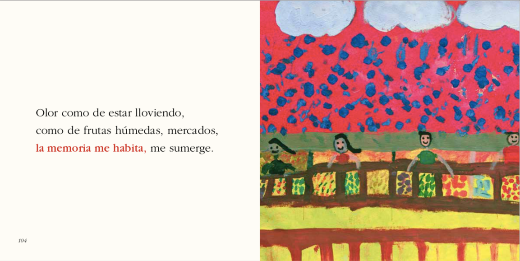 Olor como de estar lloviendo,
como de frutas húmedas, mercados,
la memoria me habita, me sumerge.
104